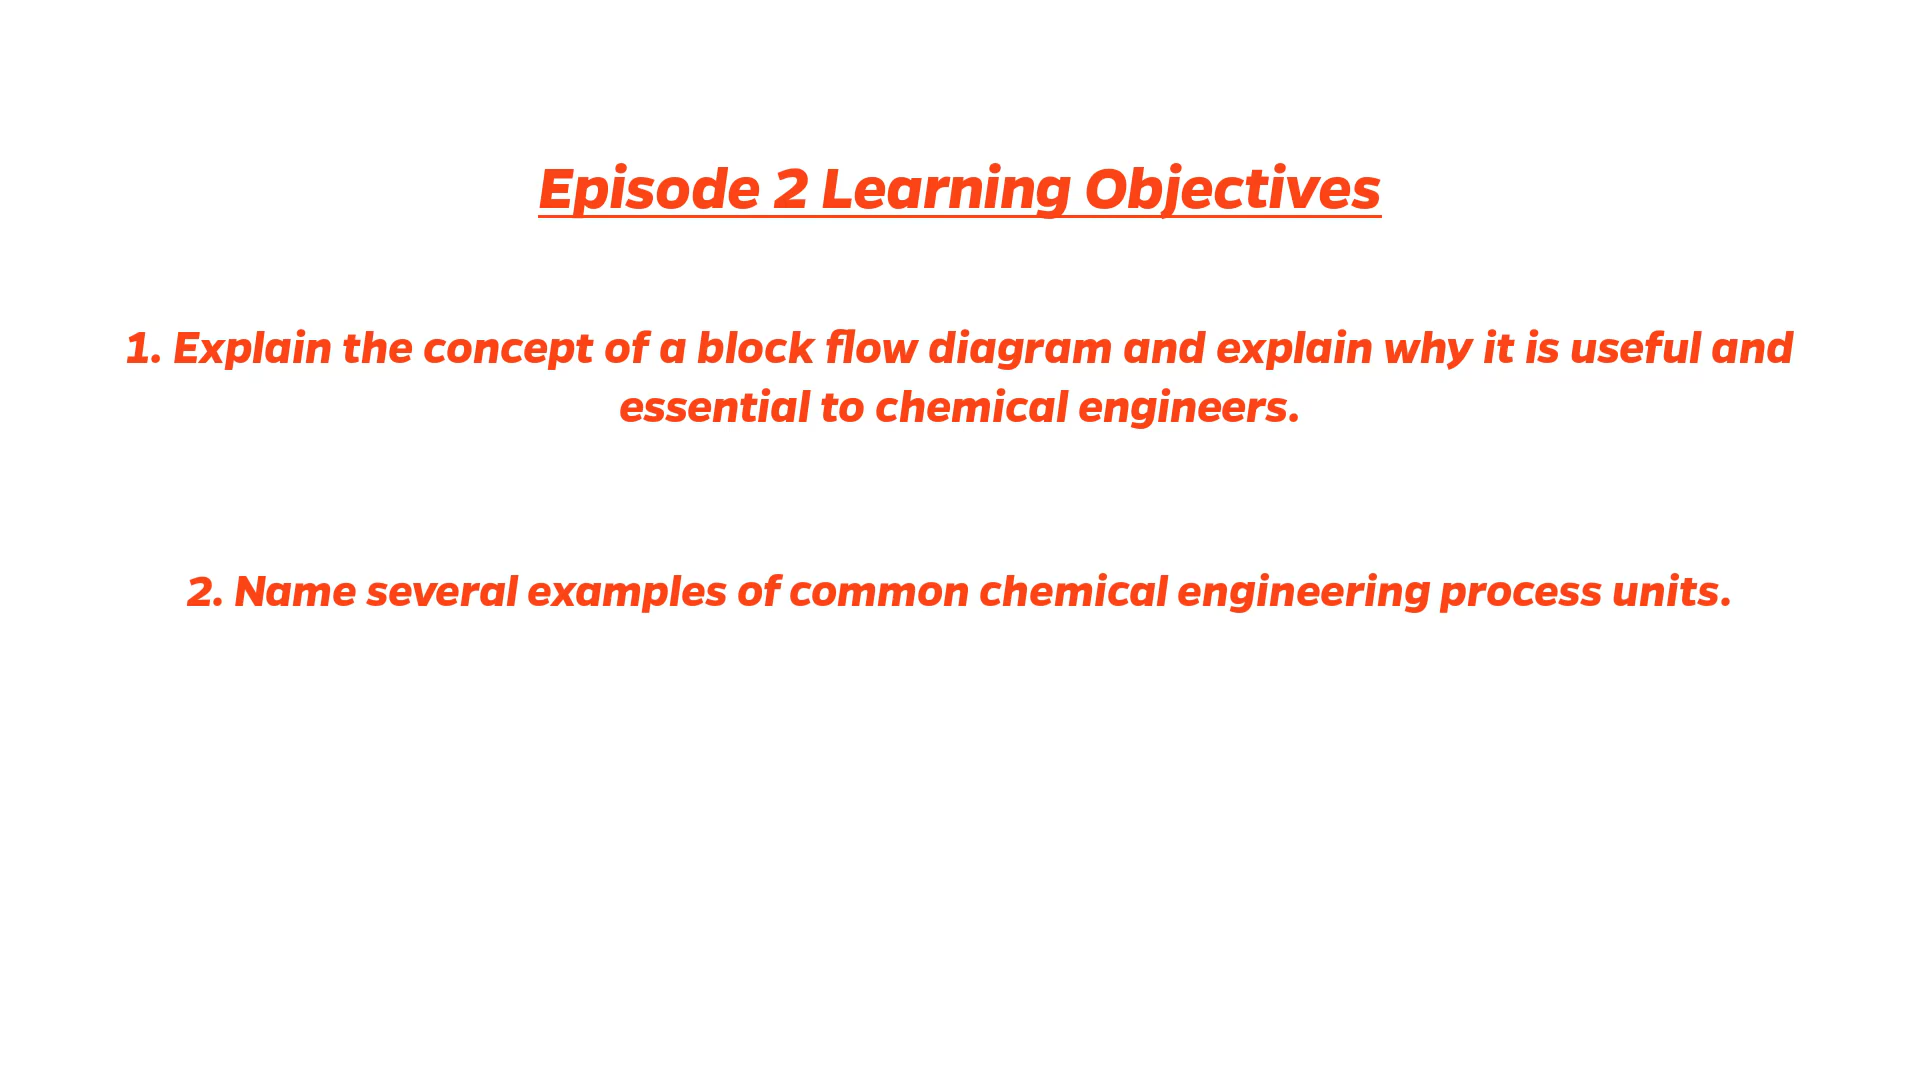 Episode 2 Learning Objectives
1. Explain the concept of a block flow diagram and explain why it is useful and
essential to chemical engineers.
2. Name several examples of common chemical engineering process units.